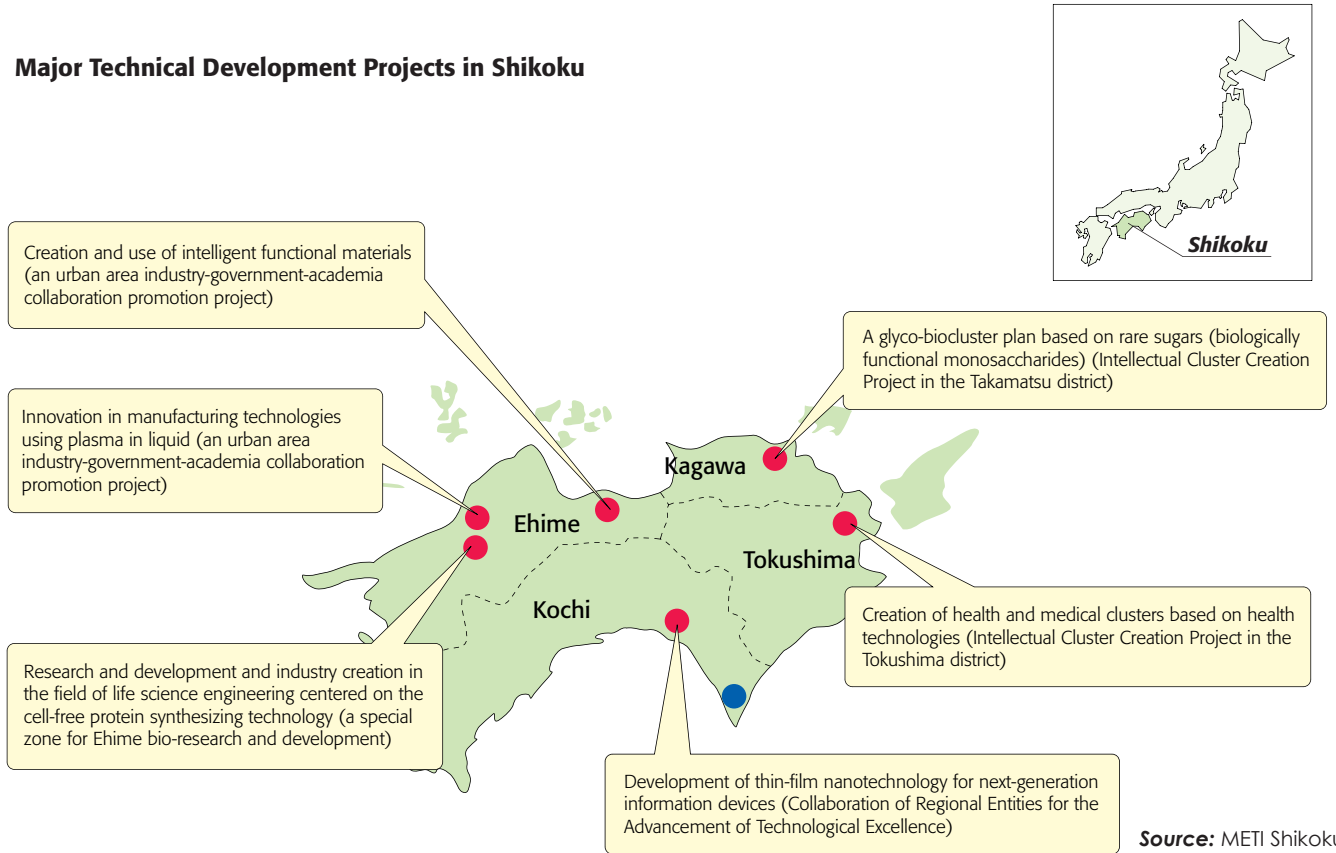 Major Technical Development Projects in Shikoku
Shikoku
Creation and use of intelligent functional materials
(an urban area industry-government-academia
collaboration promotion project)
A glyco-biocluster plan based on rare sugars (biologically
functional monosaccharides) (Intellectual Cluster Creation
Project in the Takamatsu district)
Innovation in manufacturing technologies
using plasma in liquid (an urban area
industry-government-academia collaboration
promotion project)
Kagawa
Ehime
Tokushima
Kochi
Creation of health and medical clusters based on health
technologies (Intellectual Cluster Creation Project in the
Tokushima district)
Research and development and industry creation in
the field of life science engineering centered on the
cell-free protein synthesizing technology (a special
zone for Ehime bio-research and development)
Development of thin-film nanotechnology for next-generation
information devices (Collaboration of Regional Entities for the
Advancement of Technological Excellence)
Source: METI Shikoku